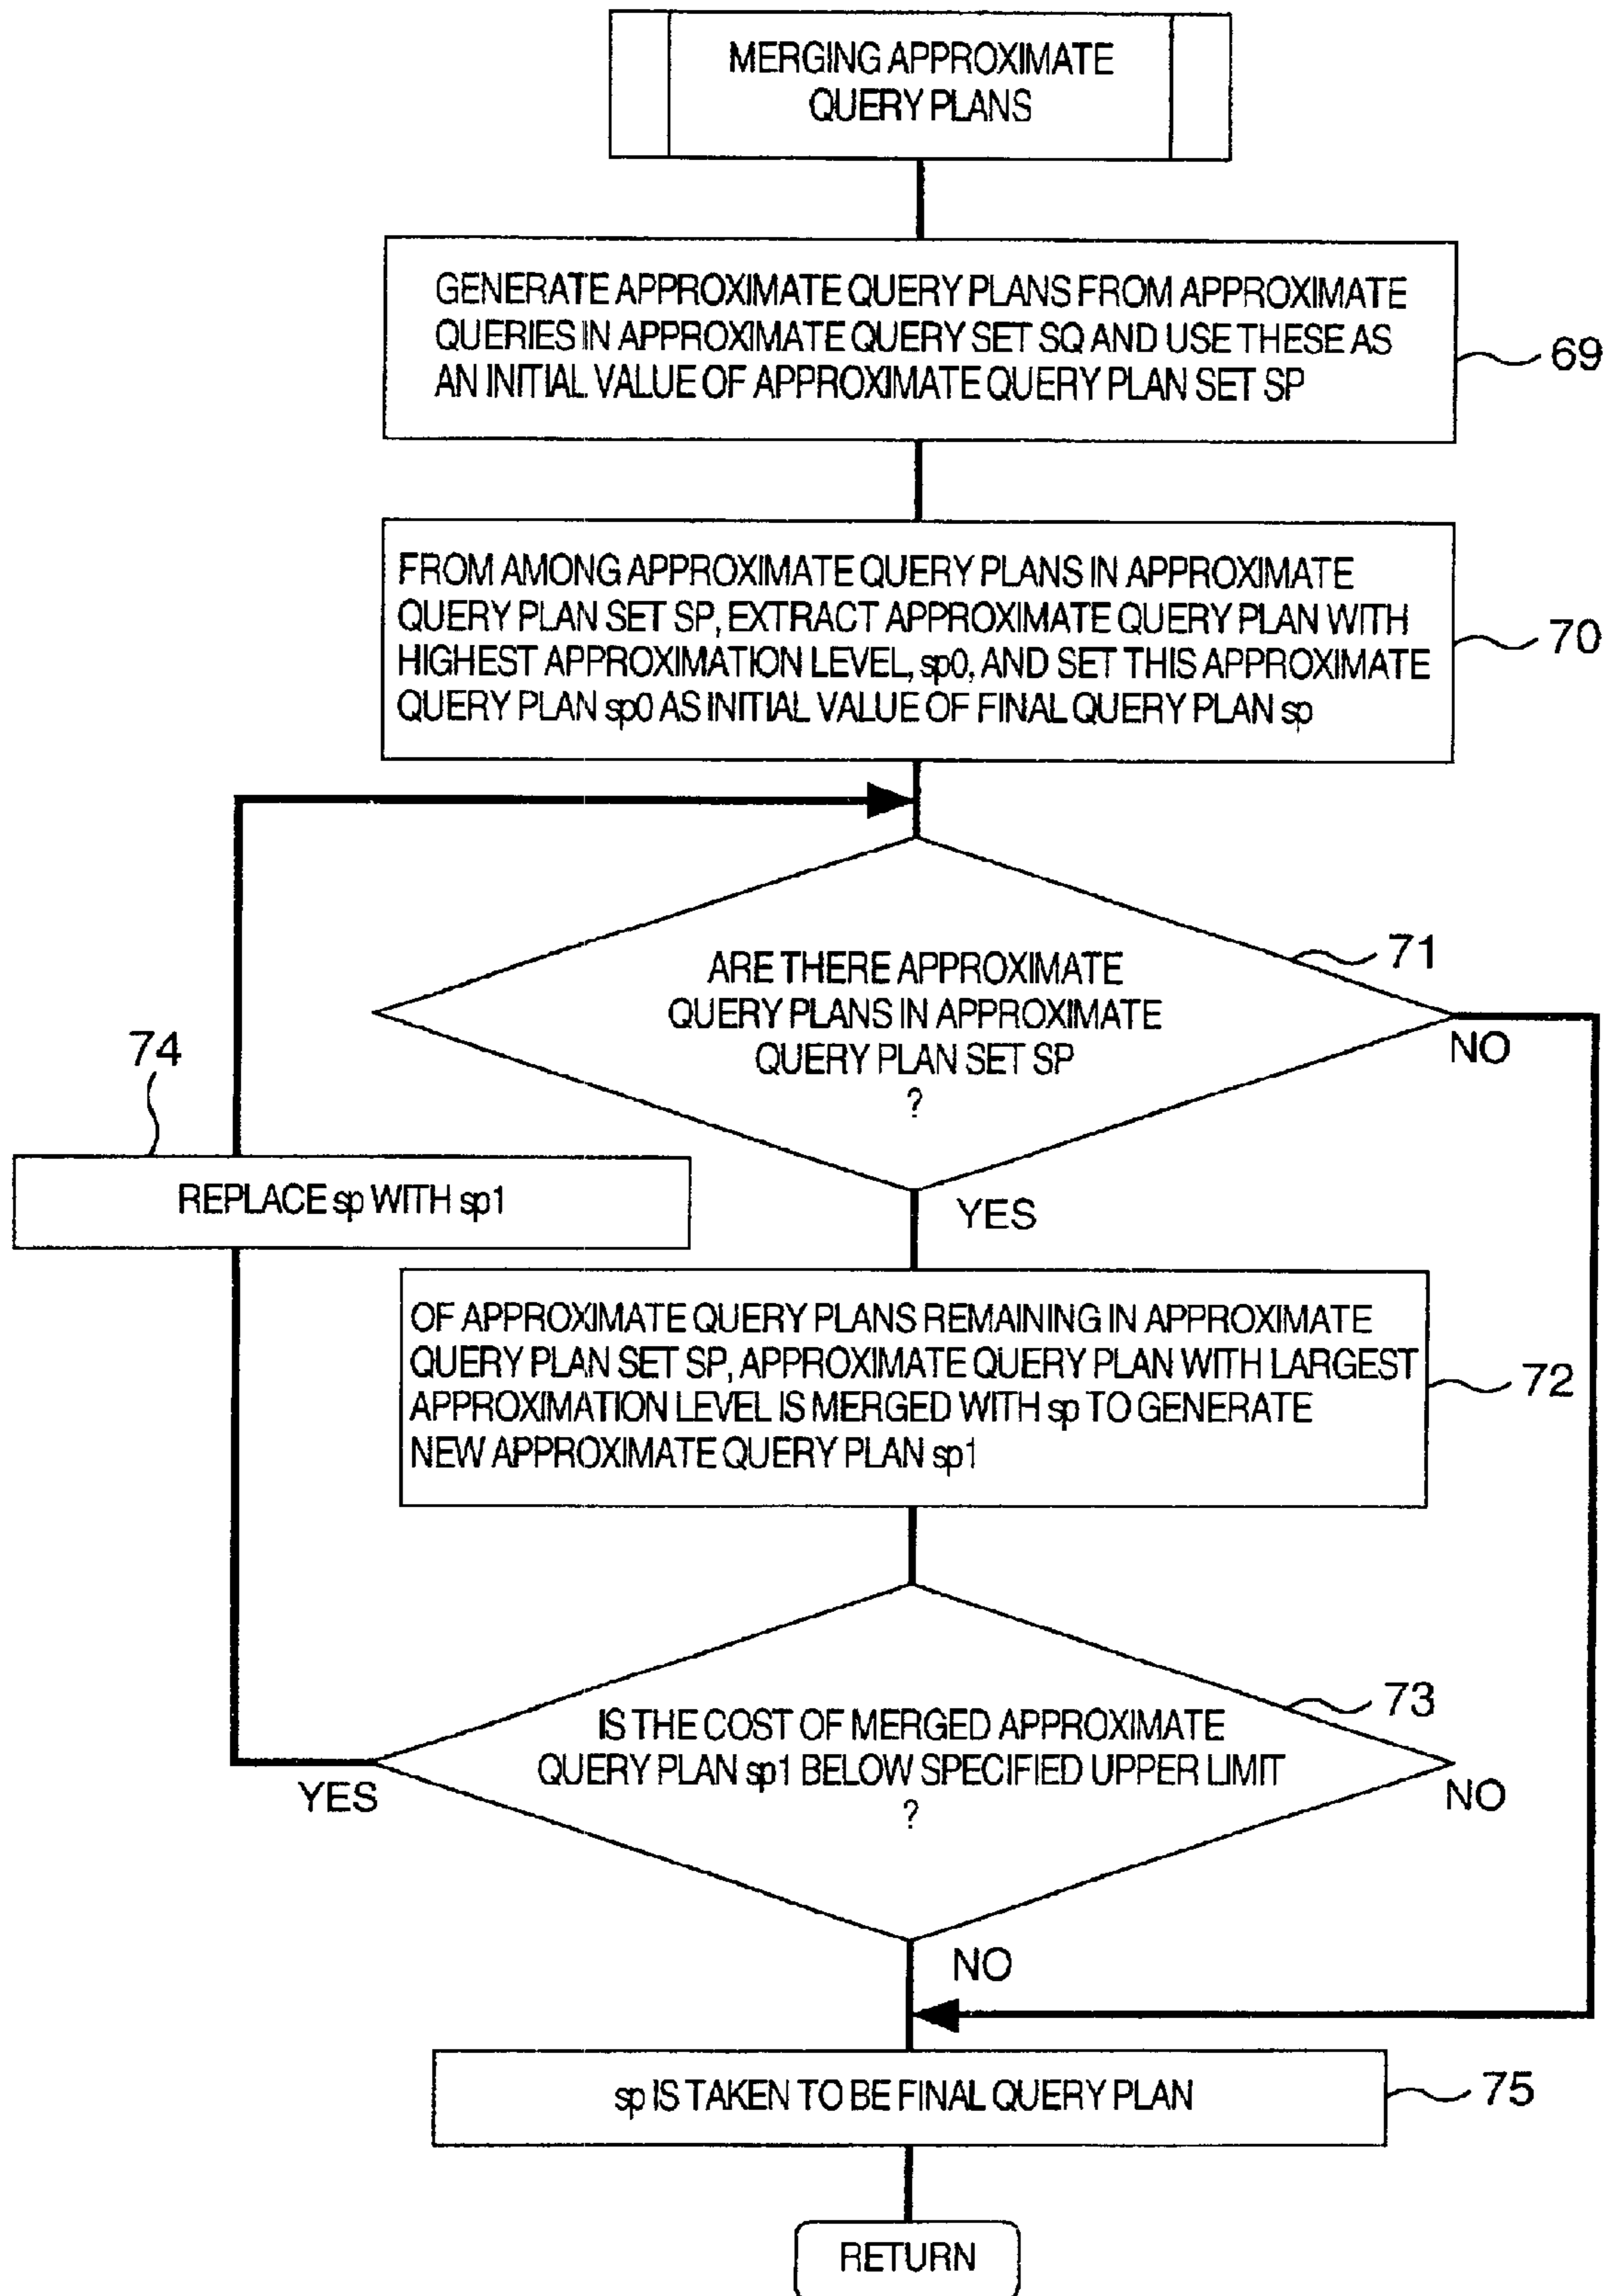 MERGING APPROXIMATE
QUERY PLANS
GENERATE APPROXIMATE QUERY PLANS FROM APPROXIMATE
QUERIES IN APPROXIMATE QUERY SET SQ AND USE THESE AS
AN INITIAL VALUE OF APPROXIMATE QUERY PLAN SET SP
69
FROM AMONG APPROXIMATE QUERY PLANS IN APPROXIMATE
QUERY PLAN SET SP, EXTRACT APPROXIMATE QUERY PLAN WITH
HIGHEST APPROXIMATION LEVEL, sp0, AND SET THIS APPROXIMATE
QUERY PLAN sp0 AS INITIAL VALUE OF FINAL QUERY PLAN sp
70
ARE THERE APPROXIMATE
QUERY PLANS IN APPROXIMATE
QUERY PLAN SET SP
?
71
NO
74
REPLACE sp WITH sp1
YES
OF APPROXIMATE QUERY PLANS REMAINING IN APPROXIMATE
QUERY PLAN SET SP, APPROXIMATE QUERY PLAN WITH LARGEST
APPROXIMATION LEVEL IS MERGED WITH sp TO GENERATE
NEW APPROXIMATE QUERY PLAN sp1
72
IS THE COST OF MERGED APPROXIMATE
QUERY PLAN sp1 BELOW SPECIFIED UPPER LIMIT
?
73
YES
NO
NO
sp IS TAKEN TO BE FINAL QUERY PLAN
75
RETURN